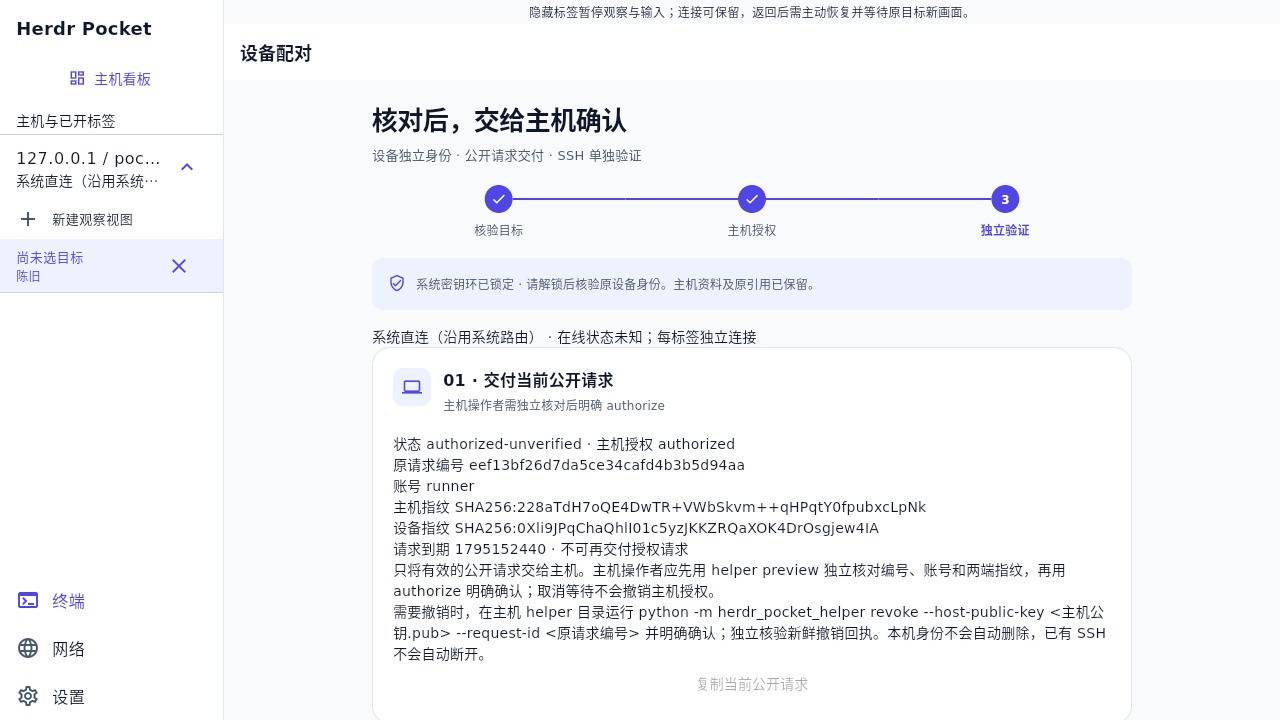 Herdr Pocket
主机看板
主机与已开标签
127.0.0.1 / poc…
系统直连（沿用系统…
新建观察视图
尚未选目标
陈旧
终端
网络
设置
隐藏标签暂停观察与输入；连接可保留，返回后需主动恢复并等待原目标新画面。
设备配对
核对后，交给主机确认
设备独立身份 · 公开请求交付 · SSH 单独验证
3
核验目标
主机授权
独立验证
系统密钥环已锁定 · 请解锁后核验原设备身份。主机资料及原引用已保留。
系统直连（沿用系统路由） · 在线状态未知；每标签独立连接
01 · 交付当前公开请求
主机操作者需独立核对后明确 authorize
状态 authorized-unverified · 主机授权 authorized
原请求编号 eef13bf26d7da5ce34cafd4b3b5d94aa
账号 runner
主机指纹 SHA256:228aTdH7oQE4DwTR+VWbSkvm++qHPqtY0fpubxcLpNk
设备指纹 SHA256:0Xli9JPqChaQhlI01c5yzJKKZRQaXOK4DrOsgjew4IA
请求到期 1795152440 · 不可再交付授权请求
只将有效的公开请求交给主机。主机操作者应先用 helper preview 独立核对编号、账号和两端指纹，再用
authorize 明确确认；取消等待不会撤销主机授权。
需要撤销时，在主机 helper 目录运行 python -m herdr_pocket_helper revoke --host-public-key <主机公
钥.pub> --request-id <原请求编号> 并明确确认；独立核验新鲜撤销回执。本机身份不会自动删除，已有 SSH
不会自动断开。
复制当前公开请求